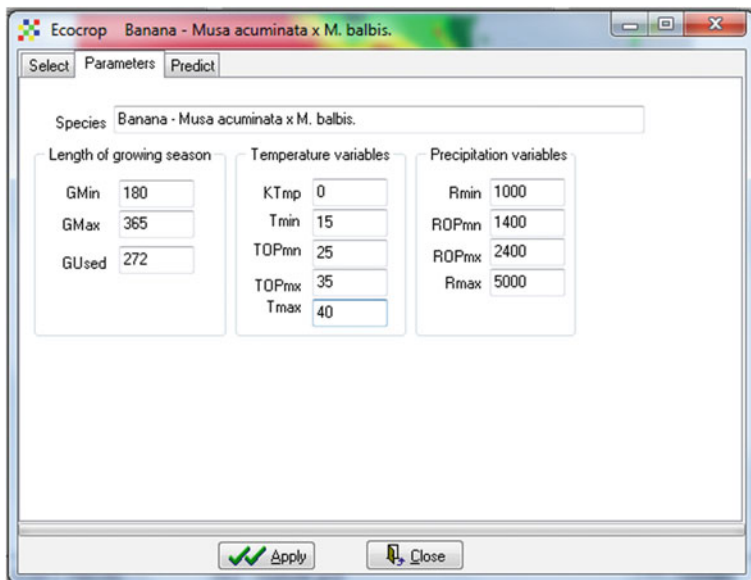 Ecocrop Banana - Musa acuminata x M. balbis.
Select Parameters Predict
Species Banana - Musa acuminata x M. balbis.
Length of growing season Temperature variables Precipitation variables
GMin 180 KTmp 0 Rmin 1000
GMax 365 Tmin 15 ROPmn 1400
GUsed 272 TOPmn 25 ROPmx 2400
TOPmx 35 Rmax 5000
Tmax 40
Apply Close